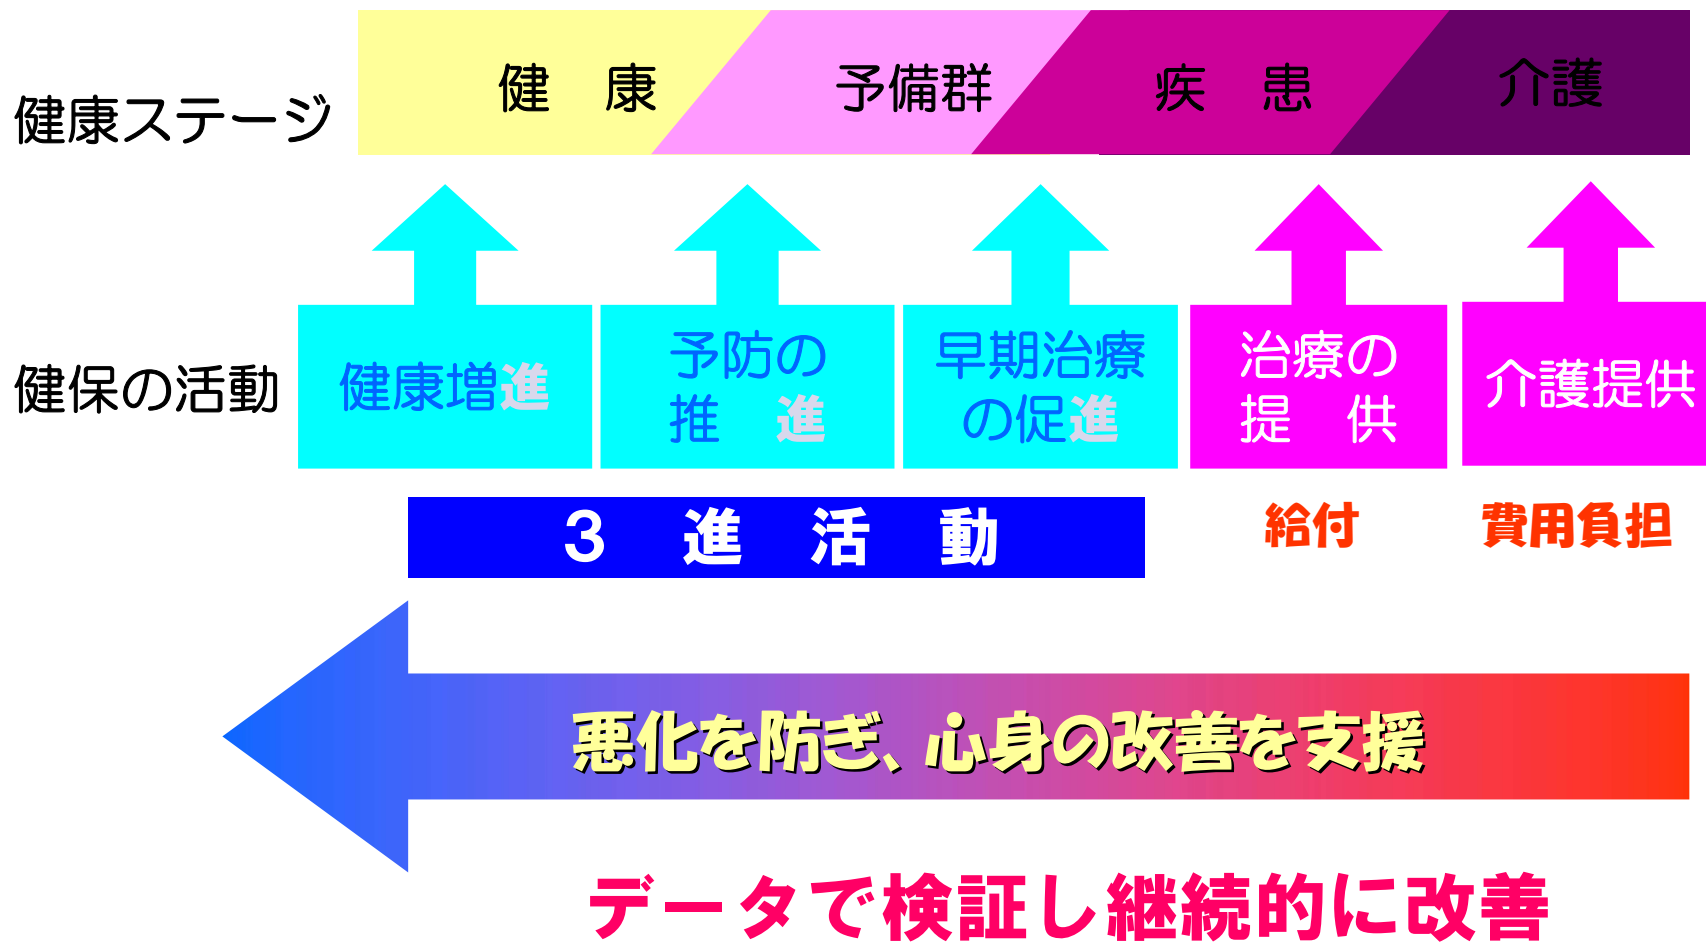 健康ステージ
健　康
予備群
疾　患
介護
健保の活動
健康増進
予防の
推　進
早期治療
の促進
治療の
提　供
介護提供
３　進　活　動
給付
費用負担
悪化を防ぎ、心身の改善を支援
データで検証し継続的に改善